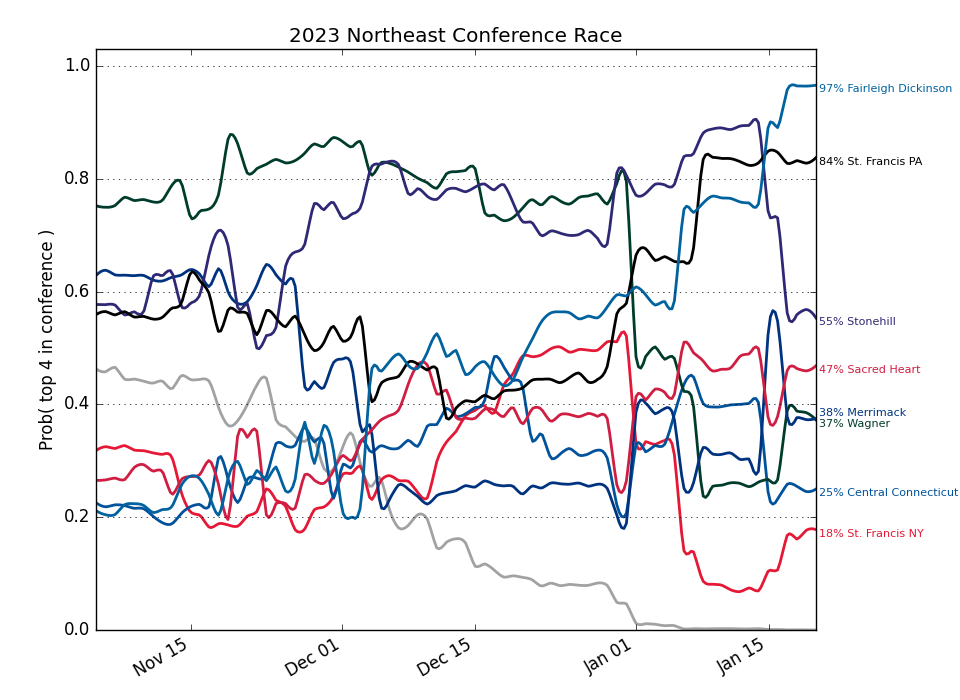 2023 Northeast Conference Race
Prob( top 4 in conference )
1.0
0.8
0.6
0.4
0.2
0.0
Nov 15
Dec 01
Dec 15
Jan 01
Jan 15
97% Fairleigh Dickinson
84% St. Francis PA
55% Stonehill
47% Sacred Heart
38% Merrimack
37% Wagner
25% Central Connecticut
18% St. Francis NY